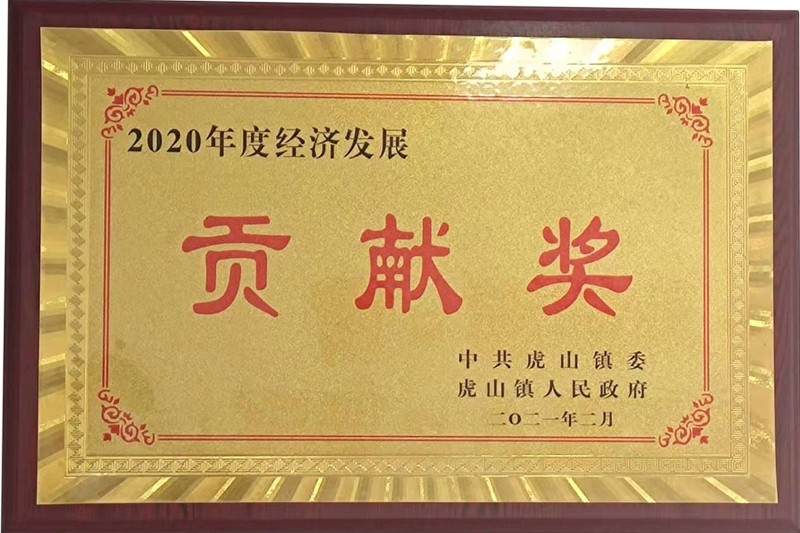 2020年度经济发展
贡献奖
中共虎山镇委
虎山镇人民政府
二〇二一年二月